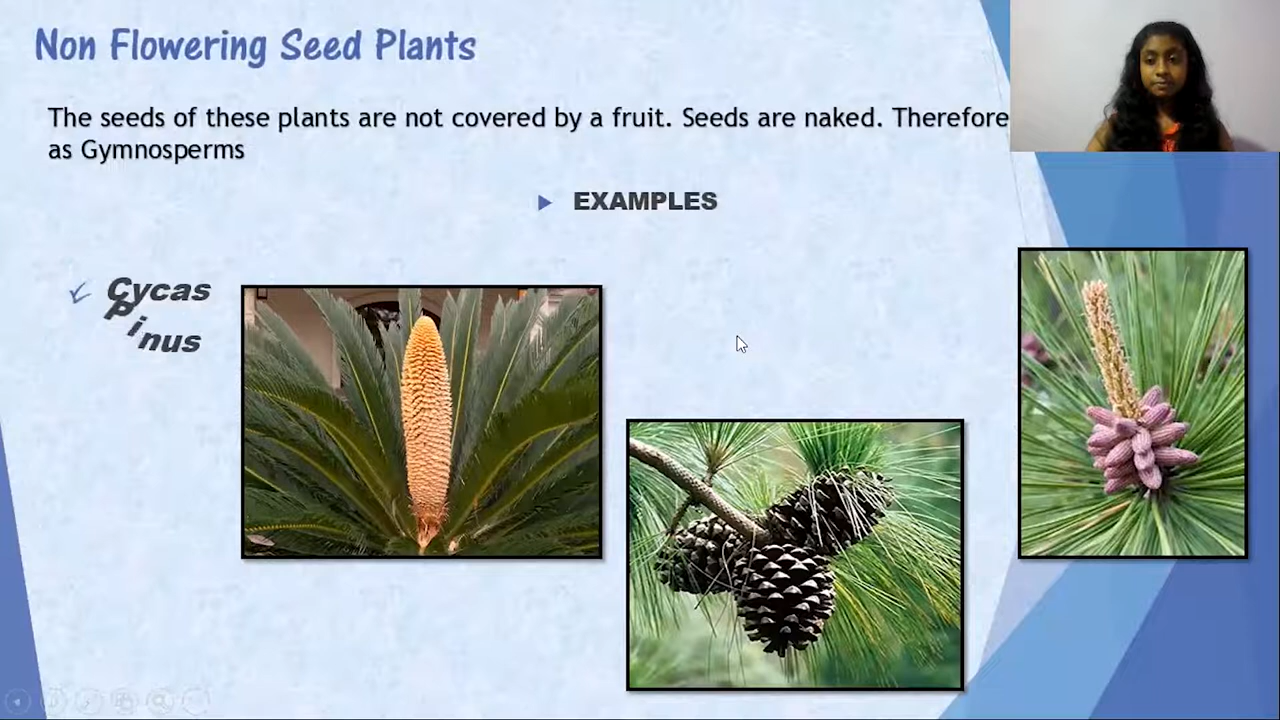 Non Flowering Seed Plants
The seeds of these plants are not covered by a fruit. Seeds are naked. Therefore
as Gymnosperms
EXAMPLES
Cycas
Pinus